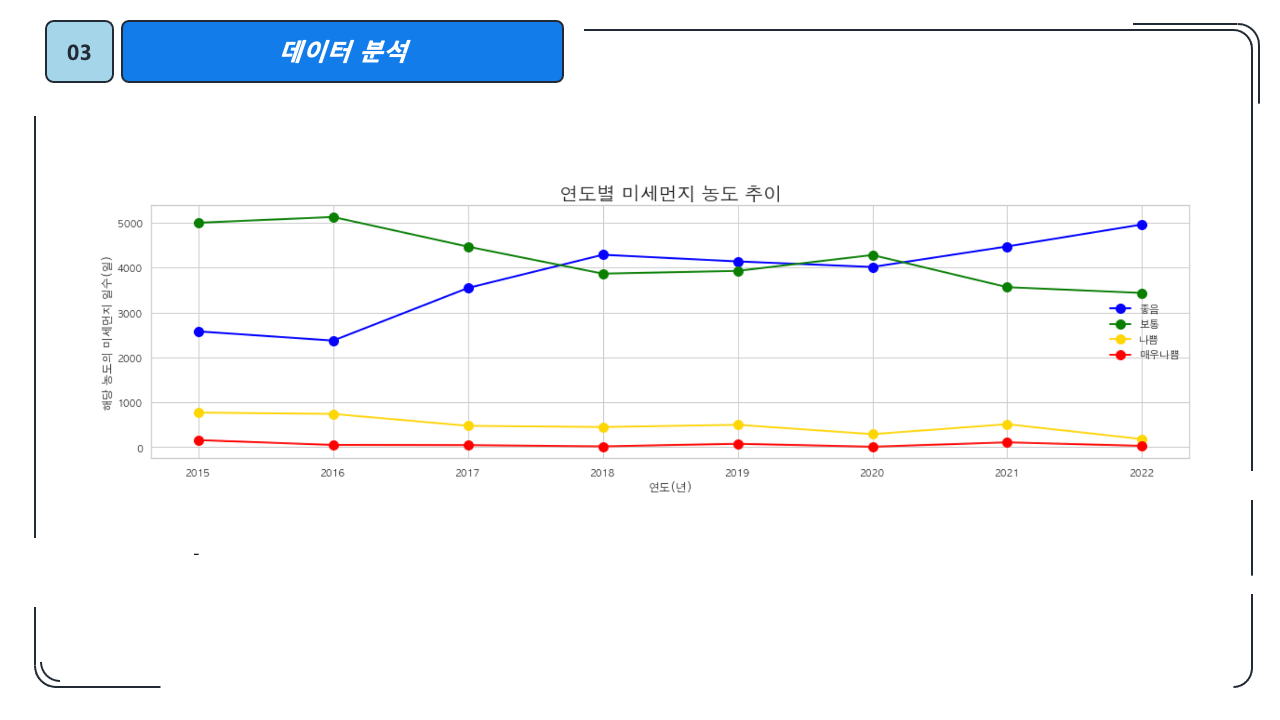 03
데이터 분석
연도별 미세먼지 농도 추이
해당 농도의 미세먼지 일수(일)
5000
4000
3000
2000
1000
0
좋음
보통
나쁨
매우나쁨
2015 2016 2017 2018 2019 2020 2021 2022
연도(년)
-